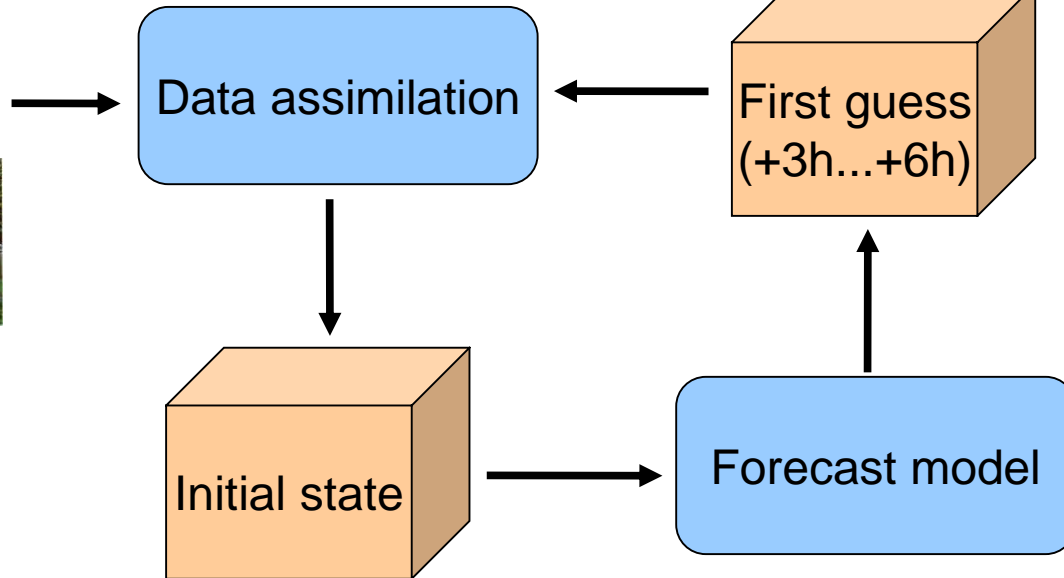 Data assimilation
First guess
(+3h...+6h)
Initial state
Forecast model